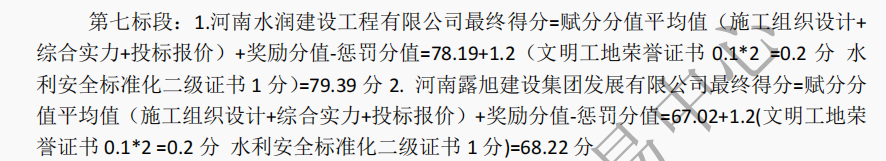 第七标段：1.河南水润建设工程有限公司最终得分=赋分分值平均值（施工组织设计+
综合实力+投标报价）+奖励分值-惩罚分值=78.19+1.2（文明工地荣誉证书 0.1*2 =0.2 分 水
利安全标准化二级证书 1 分）=79.39 分 2. 河南露旭建设集团发展有限公司最终得分=赋分分
值平均值（施工组织设计+综合实力+投标报价）+奖励分值-惩罚分值=67.02+1.2(文明工地荣
誉证书 0.1*2 =0.2 分 水利安全标准化二级证书 1 分)=68.22 分
易中心